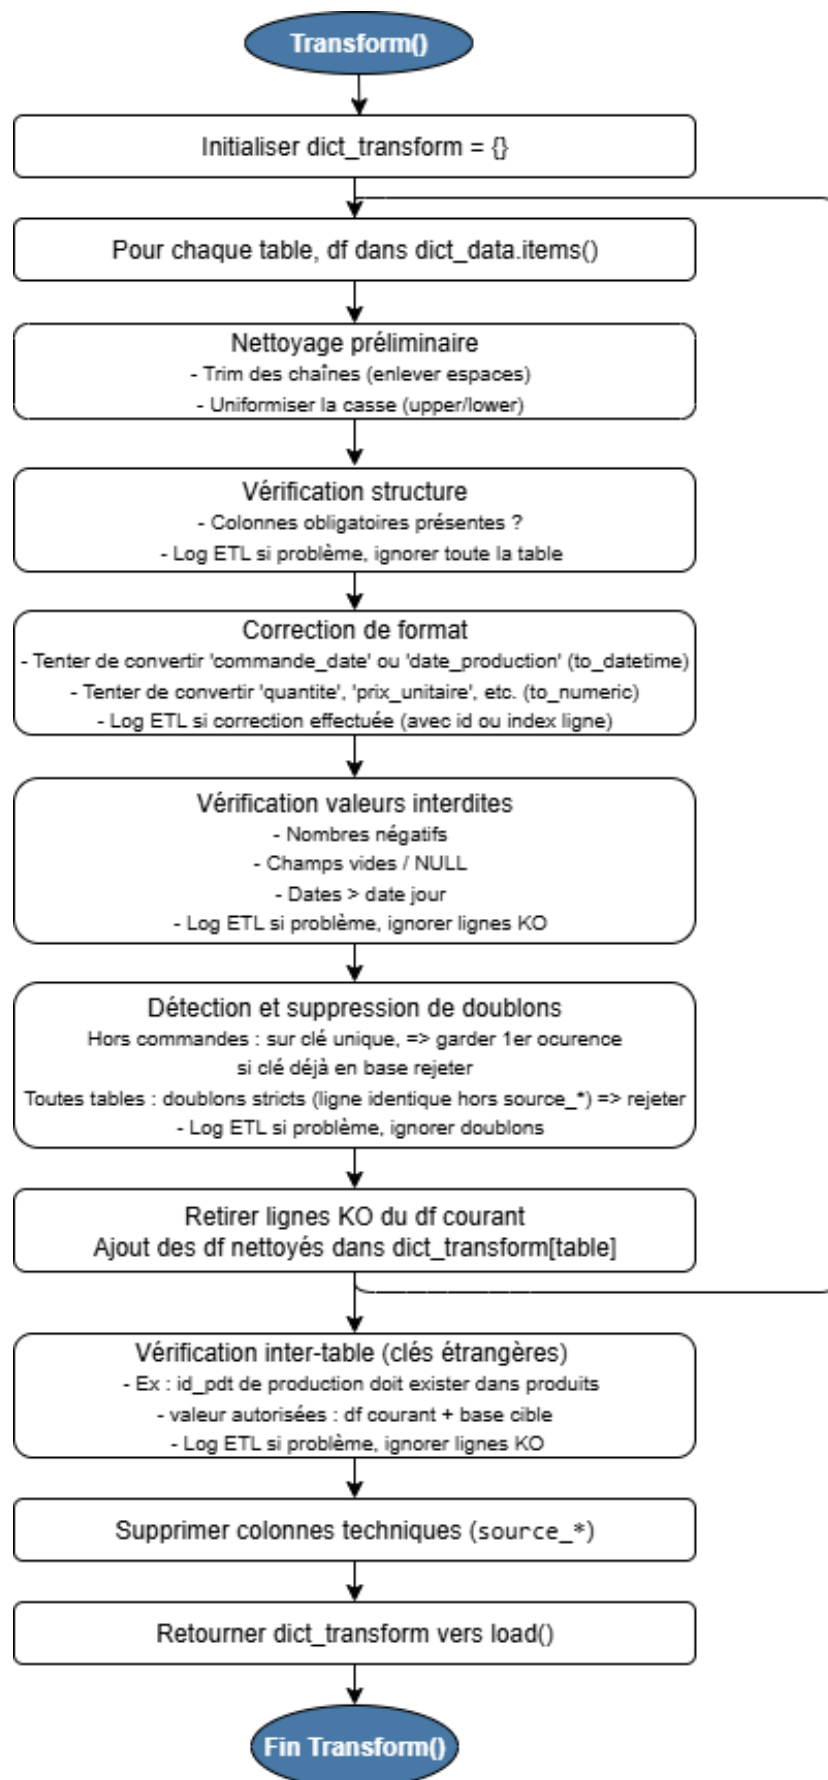 Transform()
Initialiser dict_transform = {}
Pour chaque table, df dans dict_data.items()
Nettoyage préliminaire
- Trim des chaînes (enlever espaces)
- Uniformiser la casse (upper/lower)
Vérification structure
- Colonnes obligatoires présentes ?
- Log ETL si problème, ignorer toute la table
Correction de format
- Tenter de convertir 'commande_date' ou 'date_production' (to_datetime)
- Tenter de convertir 'quantite', 'prix_unitaire', etc. (to_numeric)
- Log ETL si correction effectuée (avec id ou index ligne)
Vérification valeurs interdites
- Nombres négatifs
- Champs vides / NULL
- Dates > date jour
- Log ETL si problème, ignorer lignes KO
Détection et suppression de doublons
Hors commandes : sur clé unique, => garder 1er ocurence
si clé déjà en base rejeter
Toutes tables : doublons stricts (ligne identique hors source_*) => rejeter
- Log ETL si problème, ignorer doublons
Retirer lignes KO du df courant
Ajout des df nettoyés dans dict_transform[table]
Vérification inter-table (clés étrangères)
- Ex : id_pdt de production doit exister dans produits
- valeur autorisées : df courant + base cible
- Log ETL si problème, ignorer lignes KO
Supprimer colonnes techniques (source_*)
Retourner dict_transform vers load()
Fin Transform()